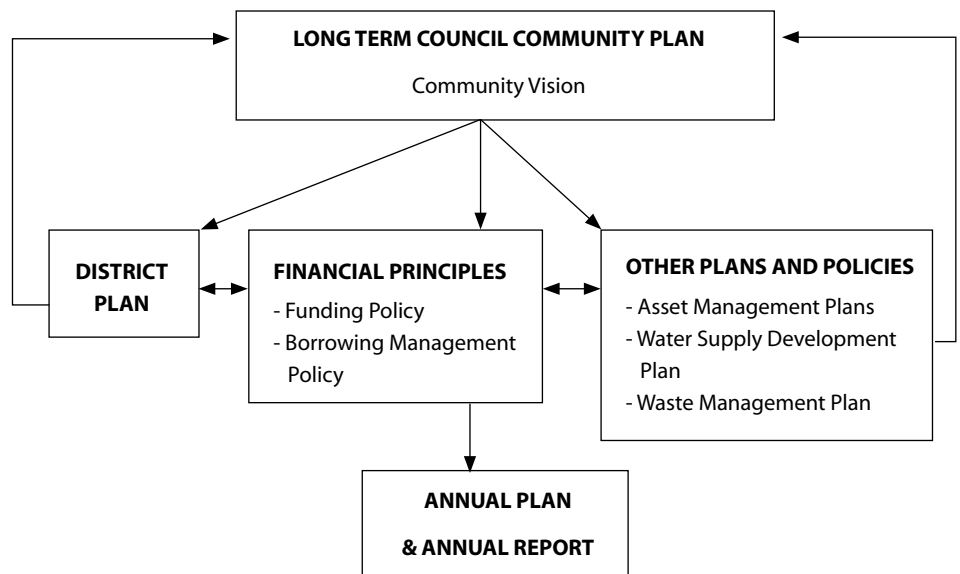 LONG TERM COUNCIL COMMUNITY PLAN
Community Vision
DISTRICT
PLAN
FINANCIAL PRINCIPLES
- Funding Policy
- Borrowing Management
Policy
OTHER PLANS AND POLICIES
- Asset Management Plans
- Water Supply Development
Plan
- Waste Management Plan
ANNUAL PLAN
& ANNUAL REPORT